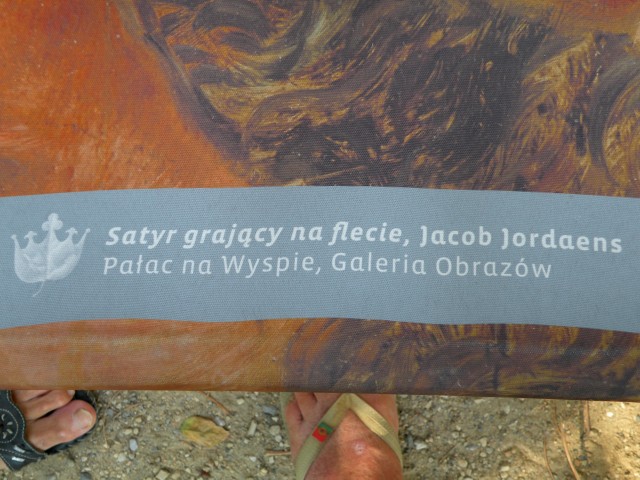 Satyr grający na flecie, Jacob Jordaens
Pałac na Wyspie, Galeria Obrazów